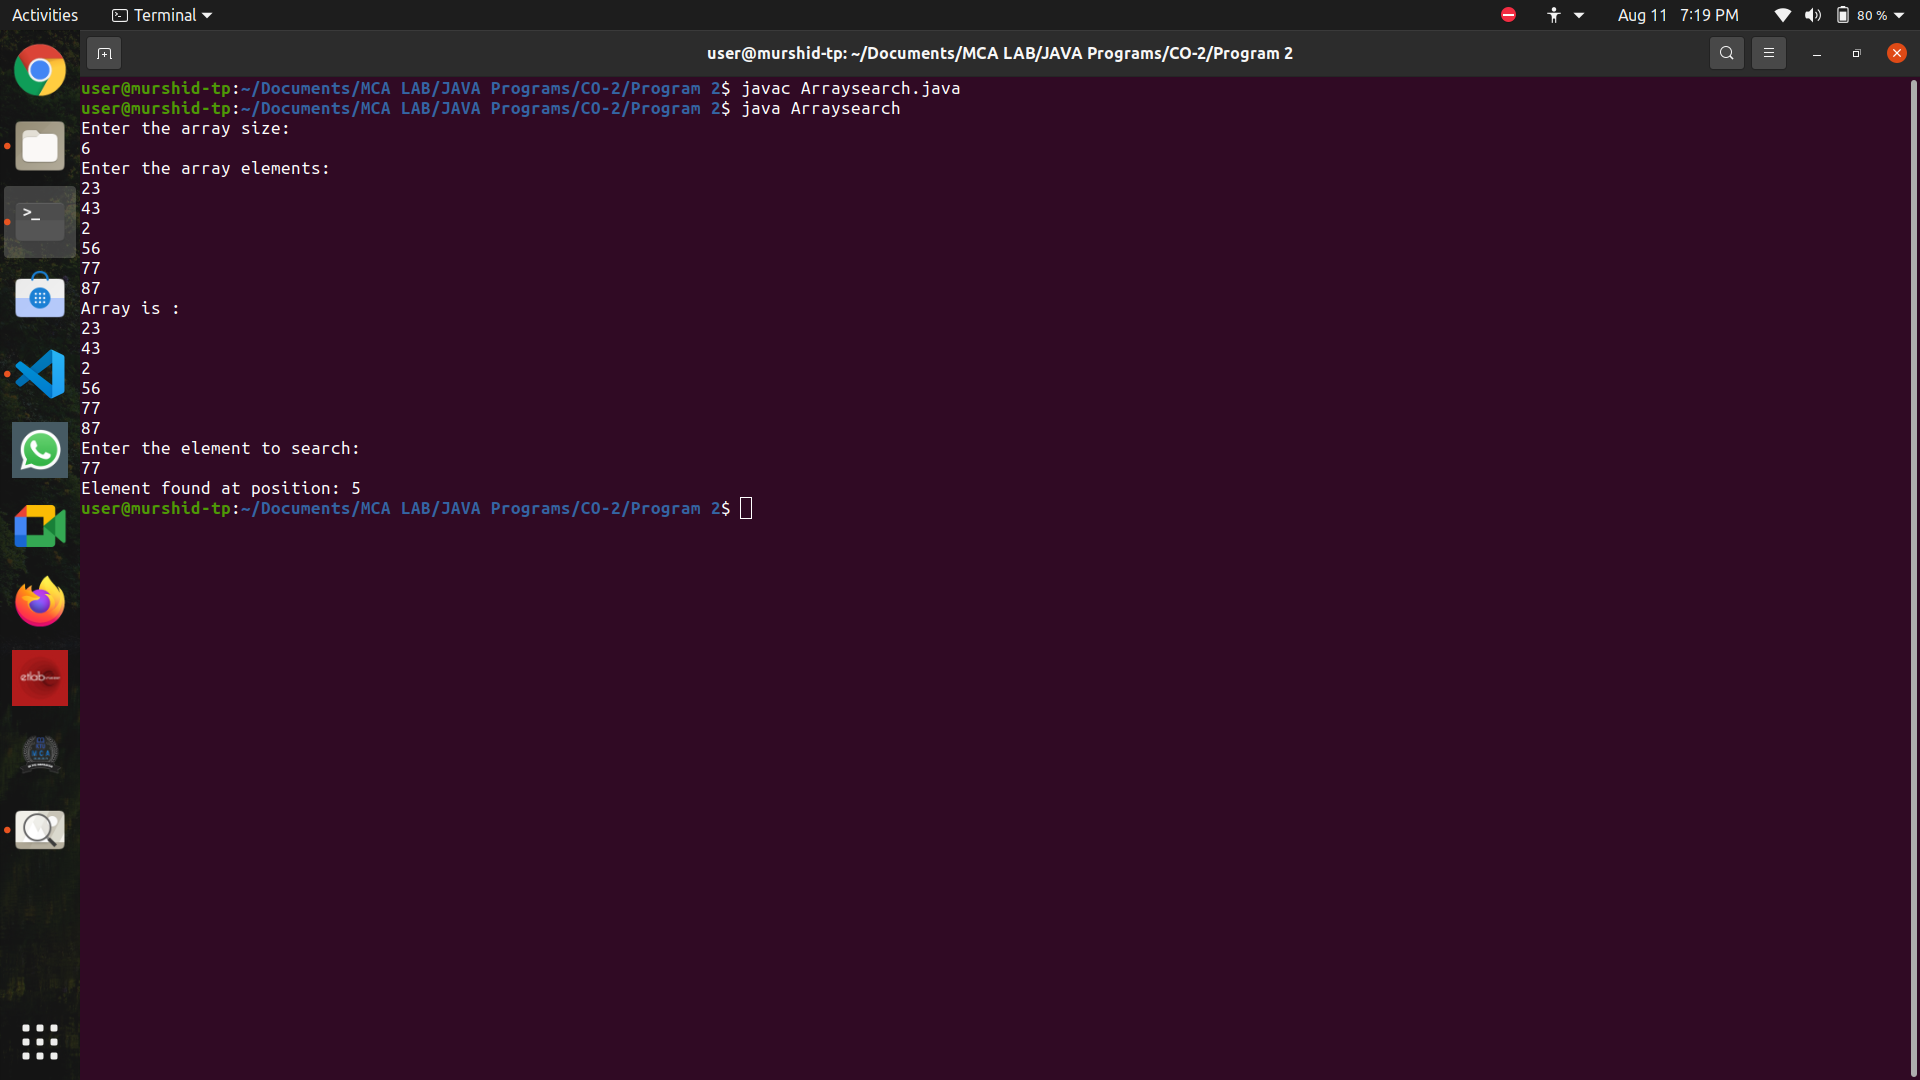 Activities
Terminal
Aug 11 7:19 PM
80 %
user@murshid-tp: ~/Documents/MCA LAB/JAVA Programs/CO-2/Program 2
user@murshid-tp:~/Documents/MCA LAB/JAVA Programs/CO-2/Program 2$ javac Arraysearch.java
user@murshid-tp:~/Documents/MCA LAB/JAVA Programs/CO-2/Program 2$ java Arraysearch
Enter the array size:
6
Enter the array elements:
23
43
2
56
77
87
Array is :
23
43
2
56
77
87
Enter the element to search:
77
Element found at position: 5
user@murshid-tp:~/Documents/MCA LAB/JAVA Programs/CO-2/Program 2$
etlab
MCA